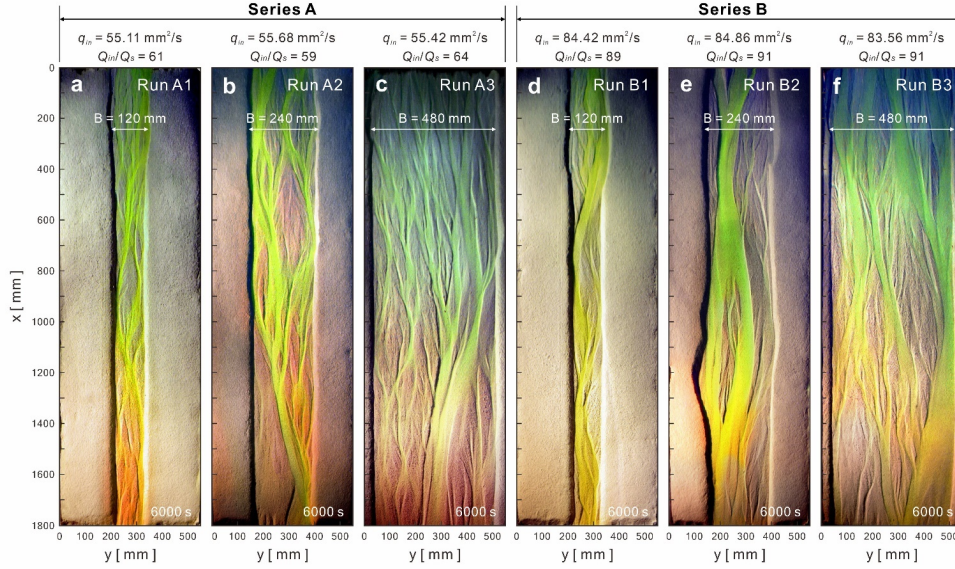 Series A
Series B
q_in = 55.11 mm²/s
Q_in/Q_s = 61
q_in = 55.68 mm²/s
Q_in/Q_s = 59
q_in = 55.42 mm²/s
Q_in/Q_s = 64
q_in = 84.42 mm²/s
Q_in/Q_s = 89
q_in = 84.86 mm²/s
Q_in/Q_s = 91
q_in = 83.56 mm²/s
Q_in/Q_s = 91
a Run A1
B = 120 mm
6000 s
b Run A2
B = 240 mm
6000 s
c Run A3
B = 480 mm
6000 s
d Run B1
B = 120 mm
6000 s
e Run B2
B = 240 mm
6000 s
f Run B3
B = 480 mm
6000 s
x [ mm ]
0
200
400
600
800
1000
1200
1400
1600
1800
0 100 200 300 400 500
0 100 200 300 400 500
0 100 200 300 400 500
0 100 200 300 400 500
0 100 200 300 400 500
0 100 200 300 400 500
y [ mm ]
y [ mm ]
y [ mm ]
y [ mm ]
y [ mm ]
y [ mm ]